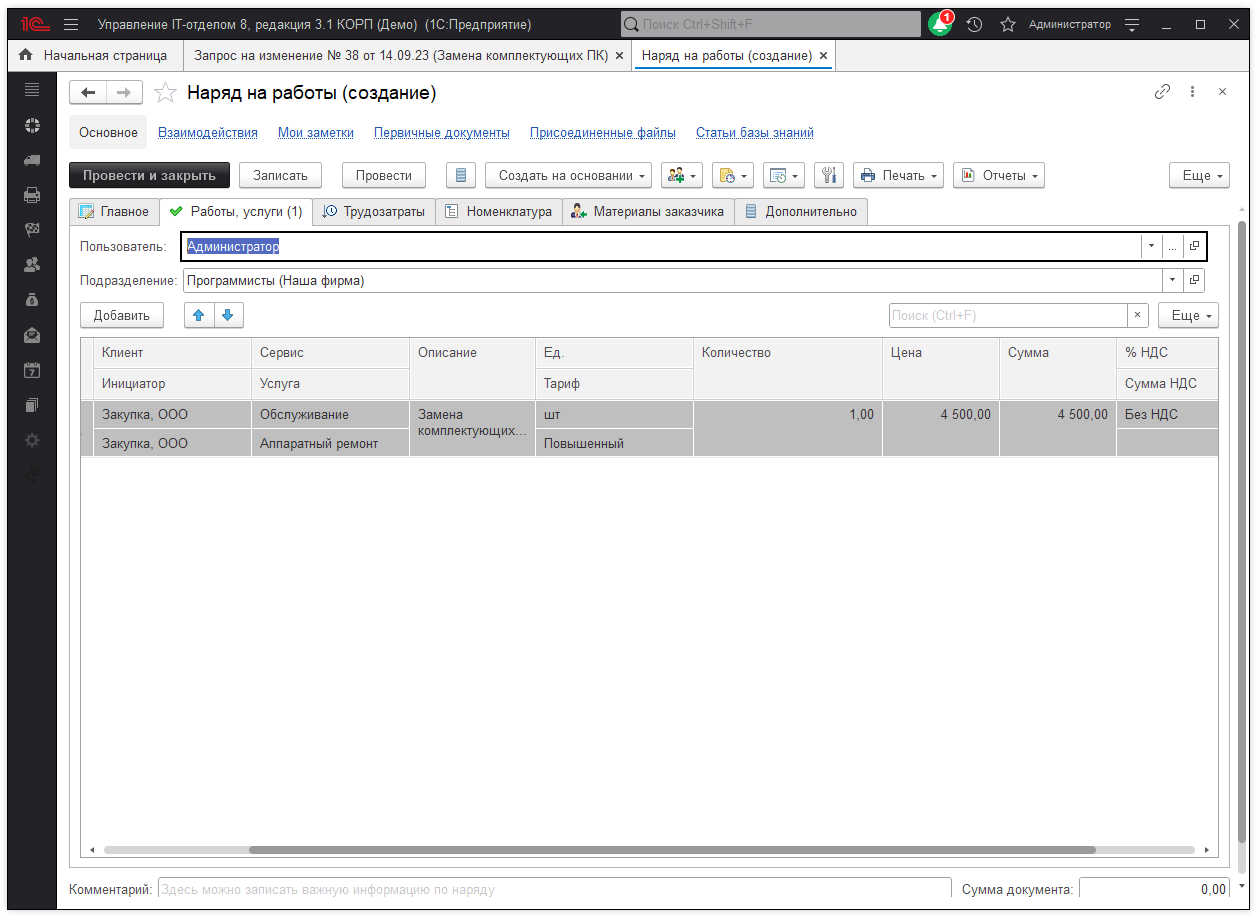 Управление IT-отделом 8, редакция 3.1 КОРП (Демо) (1С:Предприятие) Поиск Ctrl+Shift+F 1 Администратор
Начальная страница Запрос на изменение № 38 от 14.09.23 (Замена комплектующих ПК) × Наряд на работы (создание) ×
Наряд на работы (создание)
Основное Взаимодействия Мои заметки Первичные документы Присоединенные файлы Статьи базы знаний
Провести и закрыть Записать Провести Создать на основании Печать Отчеты Еще
Главное Работы, услуги (1) Трудозатраты Номенклатура Материалы заказчика Дополнительно
Пользователь: Администратор ...
Подразделение: Программисты (Наша фирма)
Добавить Поиск (Ctrl+F) × Еще
Клиент Сервис Описание Ед. Количество Цена Сумма % НДС
Инициатор Услуга Тариф Сумма НДС
Закупка, ООО Обслуживание Замена шт 1,00 4 500,00 4 500,00 Без НДС
комплектующих...
Закупка, ООО Аппаратный ремонт Повышенный
Комментарий: Здесь можно записать важную информацию по наряду Сумма документа: 0,00